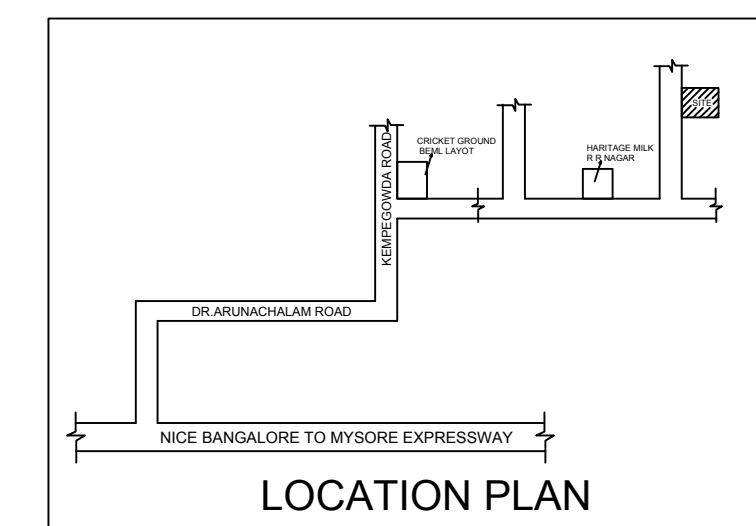 SITE
CRICKET GROUND
BEML LAYOT
HARITAGE MILK
R R NAGAR
KEMPEGOWDA ROAD
DR.ARUNACHALAM ROAD
NICE BANGALORE TO MYSORE EXPRESSWAY
LOCATION PLAN